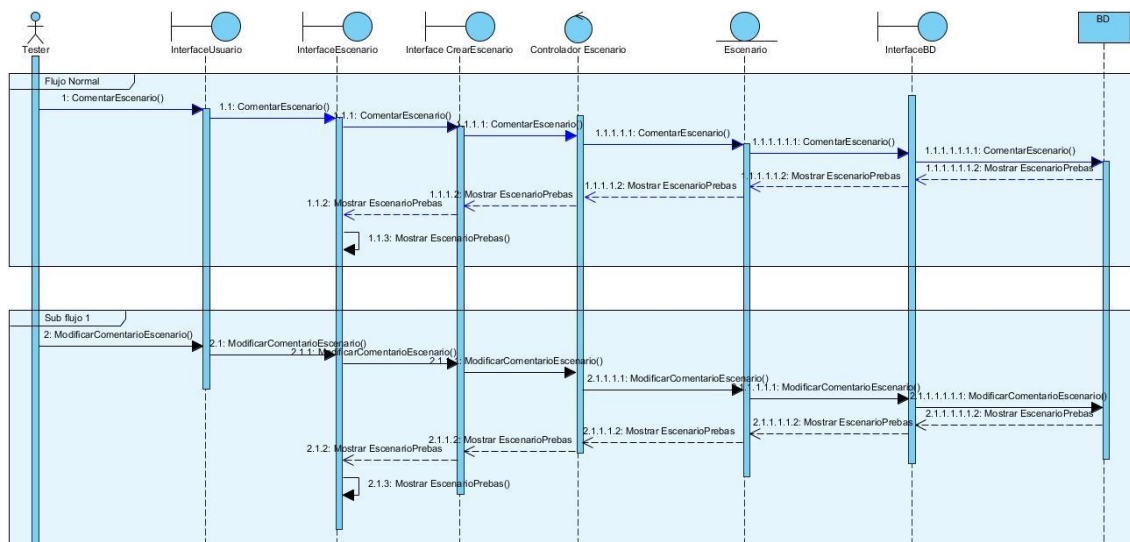 BD
Tester
InterfaceUsuario
InterfaceEscenario
Interface CrearEscenario
Controlador Escenario
Escenario
InterfaceBD
Flujo Normal
1: ComentarEscenario()
1.1: ComentarEscenario()
1.1.1: ComentarEscenario()
1.1.1.1: ComentarEscenario()
1.1.1.1.1: ComentarEscenario()
1.1.1.1.1.1: ComentarEscenario()
1.1.1.1.1.1.1: ComentarEscenario()
1.1.1.1.1.1.2: Mostrar EscenarioPrebas
1.1.1.1.1.2: Mostrar EscenarioPrebas
1.1.1.1.2: Mostrar EscenarioPrebas
1.1.1.2: Mostrar EscenarioPrebas
1.1.2: Mostrar EscenarioPrebas
1.1.3: Mostrar EscenarioPrebas()
Sub flujo 1
2: ModificarComentarioEscenario()
2.1: ModificarComentarioEscenario()
2.1.1: ModificarComentarioEscenario()
ModificarComentarioEscenario()
2.1.1.1.1: ModificarComentarioEscenario()
ModificarComentarioEscenario()
2.1.1.1.1.1.1: ModificarComentarioEscenario()
2.1.1.1.1.1.2: Mostrar EscenarioPrebas
2.1.1.1.1.2: Mostrar EscenarioPrebas
2.1.1.1.2: Mostrar EscenarioPrebas
2.1.1.2: Mostrar EscenarioPrebas
2.1.2: Mostrar EscenarioPrebas
2.1.3: Mostrar EscenarioPrebas()